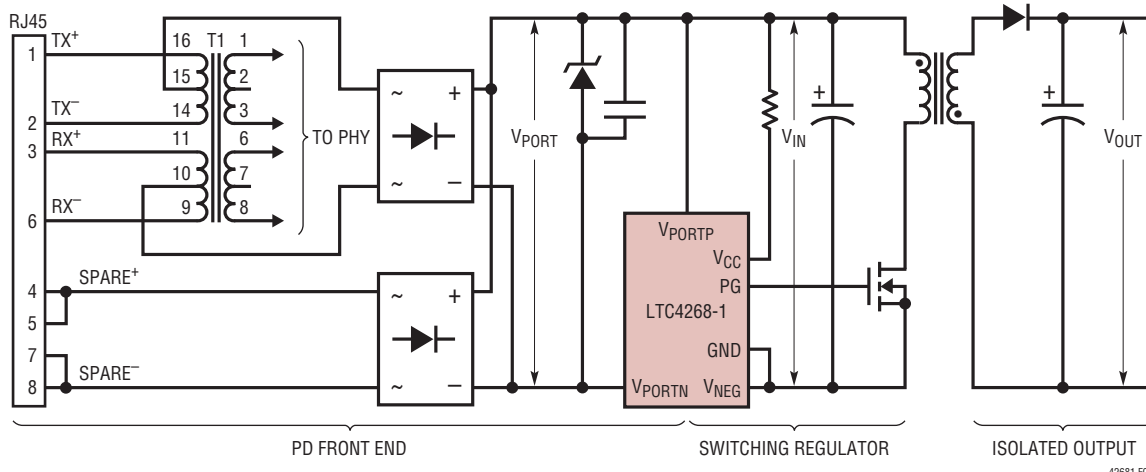 RJ45
1
TX+
16
T1
1
15
2
2
TX−
14
3
3
RX+
11
6
10
7
6
RX−
9
8
TO PHY
~
+
~
−
4
SPARE+
5
7
8
SPARE−
~
+
~
−
VPORT
VPORTP
VCC
PG
LTC4268-1
GND
VPORTN
VNEG
VIN
+
+
VOUT
PD FRONT END
SWITCHING REGULATOR
ISOLATED OUTPUT